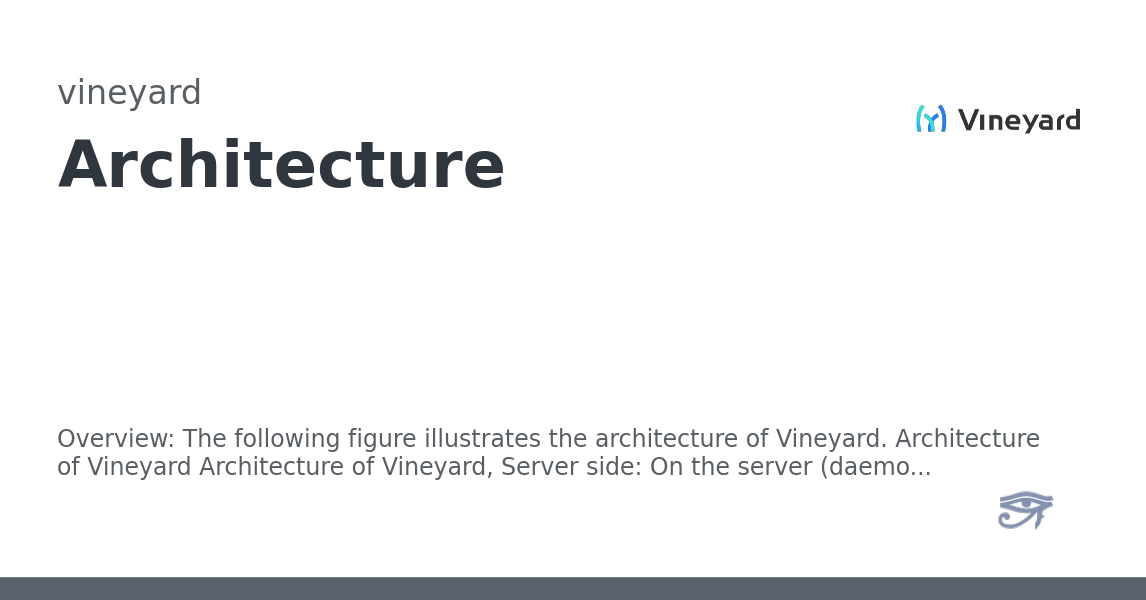 vineyard
Vineyard
Architecture
Overview: The following figure illustrates the architecture of Vineyard. Architecture
of Vineyard Architecture of Vineyard, Server side: On the server (daemo...